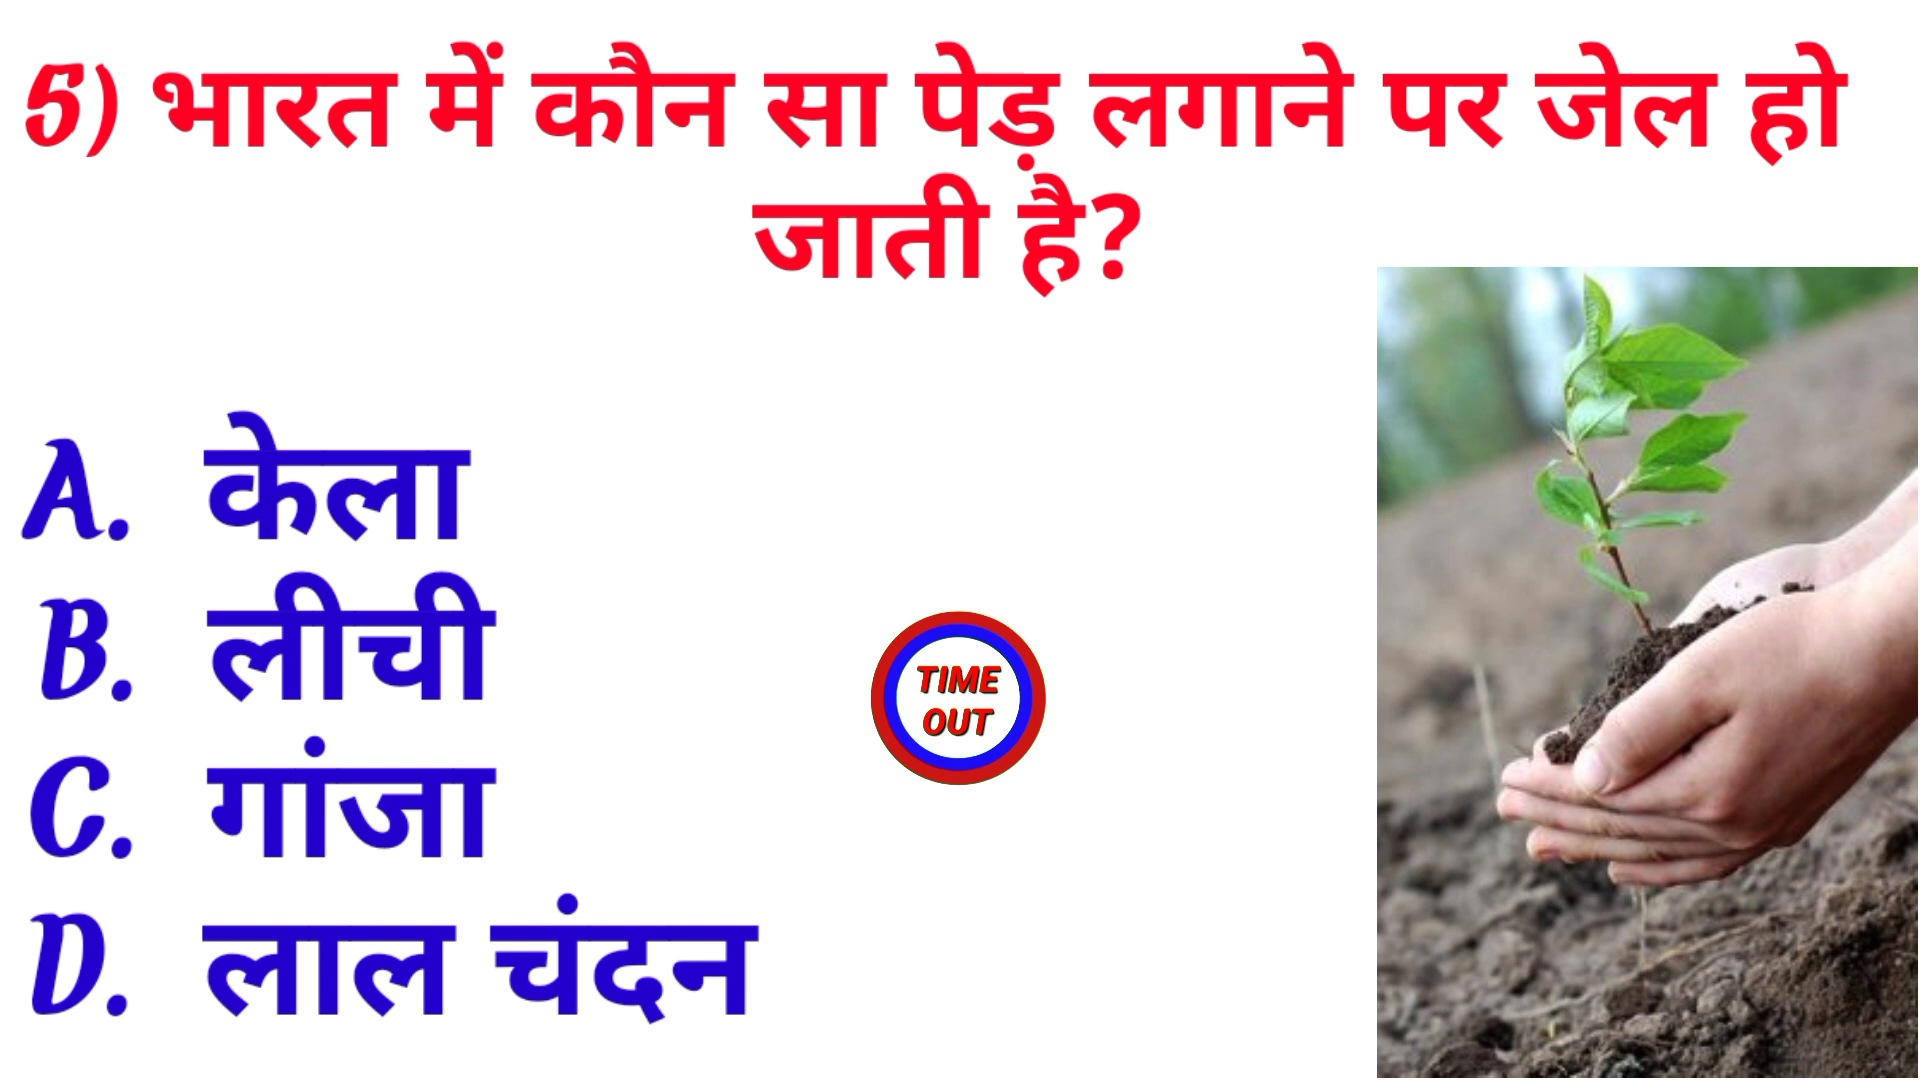 5) भारत में कौन सा पेड़ लगाने पर जेल हो
जाती है?
A. केला
B. लीची
TIME
OUT
C. गांजा
D. लाल चंदन